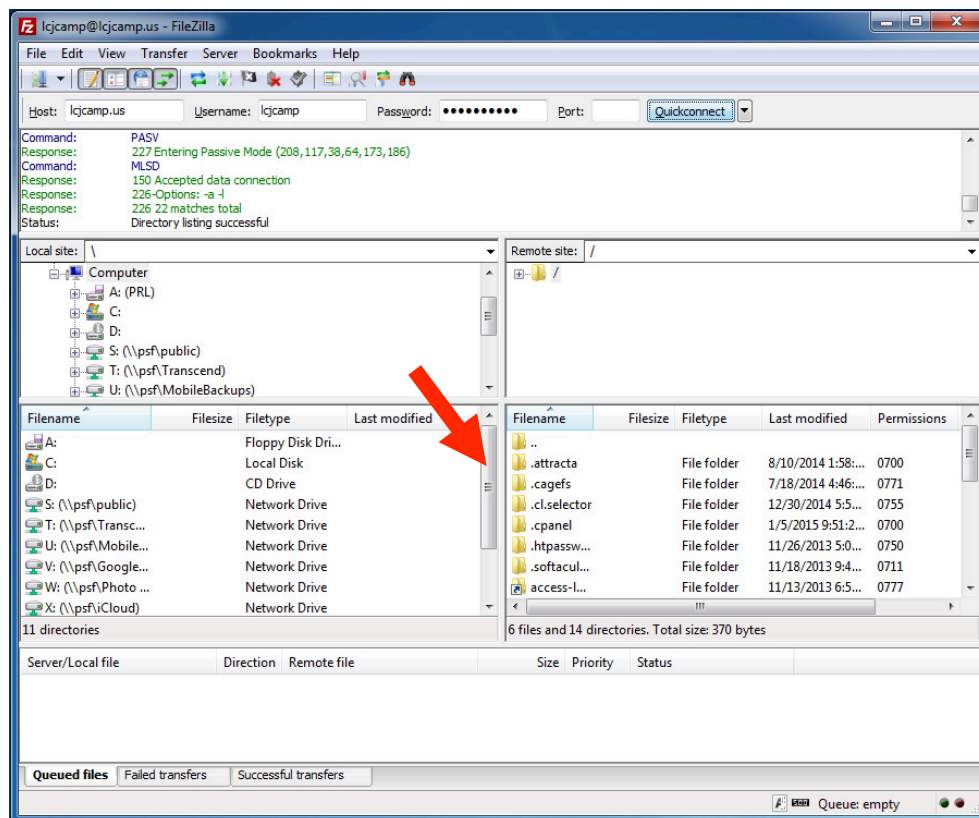 lcjcamp@lcjcamp.us - FileZilla
File Edit View Transfer Server Bookmarks Help
Host: lcjcamp.us Username: lcjcamp Password: •••••••••• Port: Quickconnect
Command: PASV
Response: 227 Entering Passive Mode (208,117,38,64,173,186)
Command: MLSD
Response: 150 Accepted data connection
Response: 226-Options: -a -l
Response: 226 22 matches total
Status: Directory listing successful
Local site: \
Computer
A: (PRL)
C:
D:
S: (\\psf\public)
T: (\\psf\Transcend)
U: (\\psf\MobileBackups)
Remote site: /
/
Filename Filesize Filetype Last modified
A: Floppy Disk Dri...
C: Local Disk
D: CD Drive
S: (\\psf\public) Network Drive
T: (\\psf\Transc... Network Drive
U: (\\psf\Mobile... Network Drive
V: (\\psf\Google... Network Drive
W: (\\psf\Photo ... Network Drive
X: (\\psf\iCloud) Network Drive
11 directories
Filename Filesize Filetype Last modified Permissions
..
.attracta File folder 8/10/2014 1:58:... 0700
.cagefs File folder 7/18/2014 4:46:... 0771
.cl.selector File folder 12/30/2014 5:5... 0755
.cpanel File folder 1/5/2015 9:51:2... 0700
.htpassw... File folder 11/26/2013 5:0... 0750
.softacul... File folder 11/18/2013 9:4... 0711
access-l... File folder 11/13/2013 6:5... 0777
6 files and 14 directories. Total size: 370 bytes
Server/Local file Direction Remote file Size Priority Status
Queued files Failed transfers Successful transfers
Queue: empty